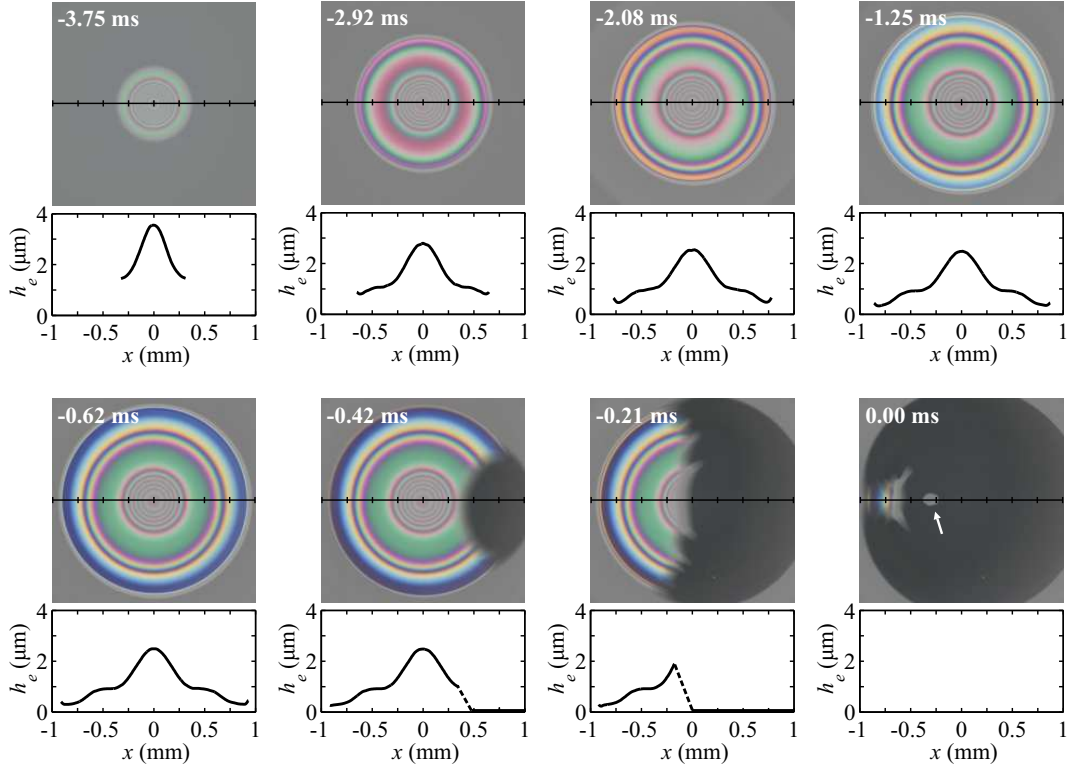 -3.75 ms
-2.92 ms
-2.08 ms
-1.25 ms
4
2
0
h_e (µm)
-1 -0.5 0 0.5 1
x (mm)
4
2
0
h_e (µm)
-1 -0.5 0 0.5 1
x (mm)
4
2
0
h_e (µm)
-1 -0.5 0 0.5 1
x (mm)
4
2
0
h_e (µm)
-1 -0.5 0 0.5 1
x (mm)
-0.62 ms
-0.42 ms
-0.21 ms
0.00 ms
4
2
0
h_e (µm)
-1 -0.5 0 0.5 1
x (mm)
4
2
0
h_e (µm)
-1 -0.5 0 0.5 1
x (mm)
4
2
0
h_e (µm)
-1 -0.5 0 0.5 1
x (mm)
4
2
0
h_e (µm)
-1 -0.5 0 0.5 1
x (mm)